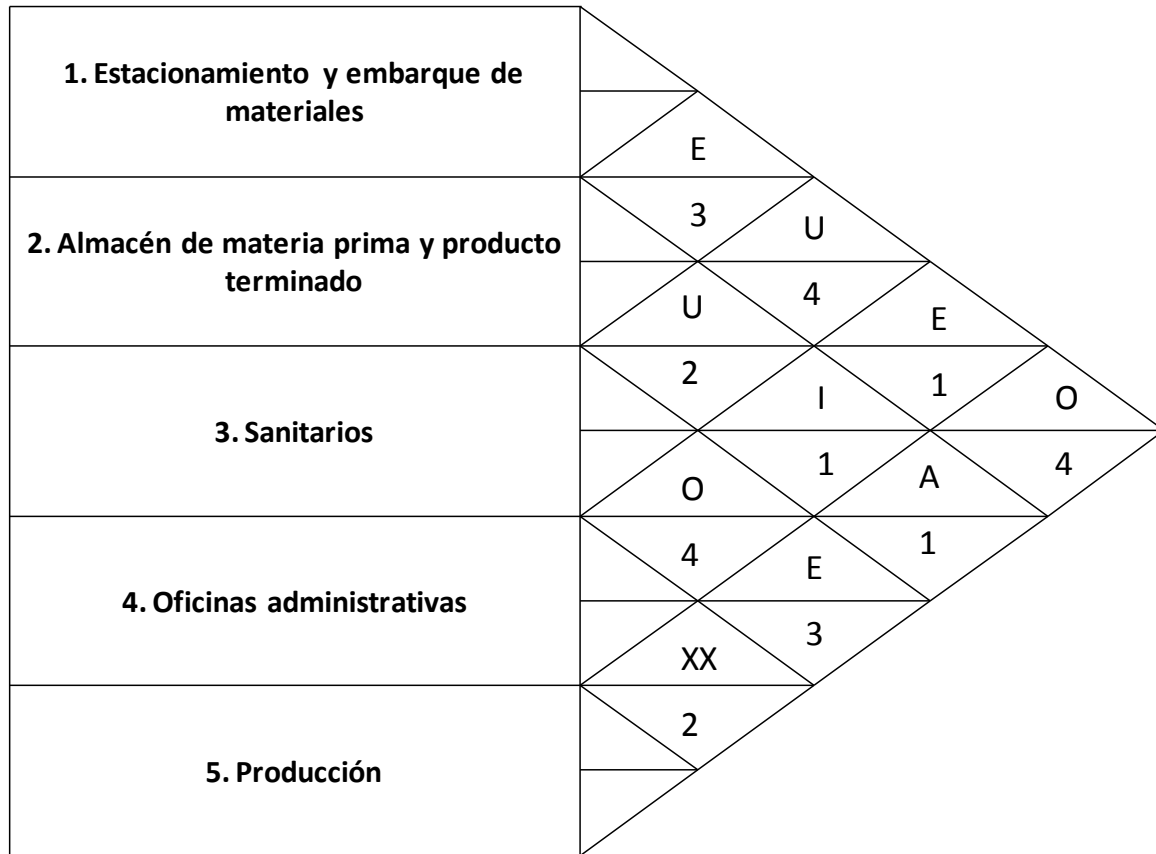 1. Estacionamiento y embarque de
materiales
E
3
U
2. Almacén de materia prima y producto
terminado
4
U
E
2
1
I
O
3. Sanitarios
1
4
A
O
1
4
E
4. Oficinas administrativas
3
XX
2
5. Producción